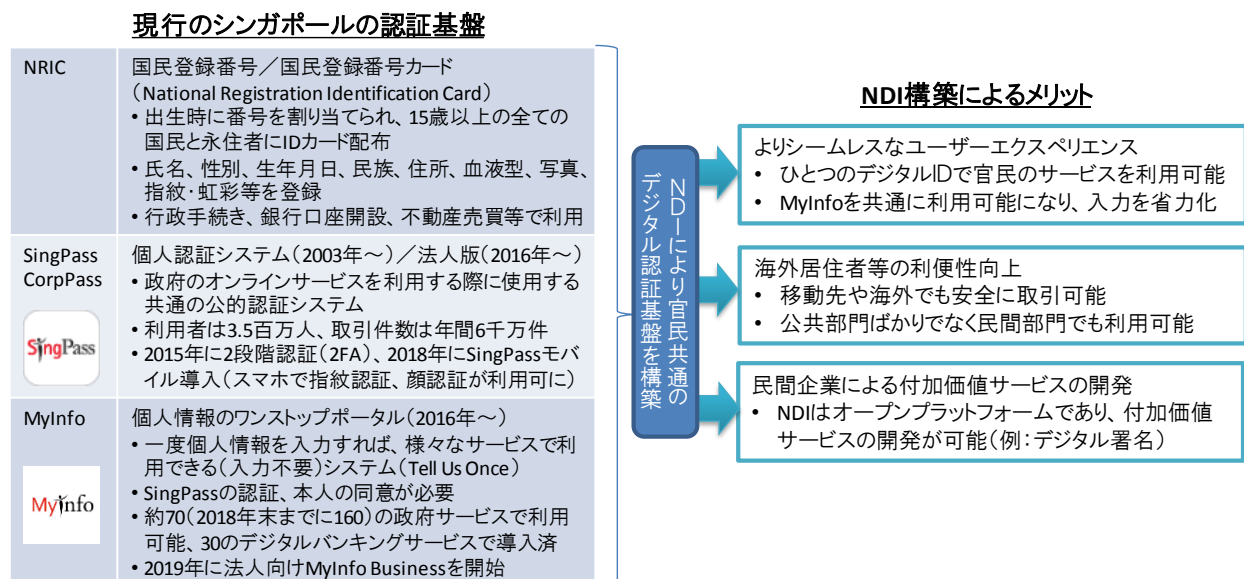 現行のシンガポールの認証基盤
NRIC
国民登録番号／国民登録番号カード
（National Registration Identification Card）
• 出生時に番号を割り当てられ、15歳以上の全ての
国民と永住者にIDカード配布
• 氏名、性別、生年月日、民族、住所、血液型、写真、
指紋・虹彩等を登録
• 行政手続き、銀行口座開設、不動産売買等で利用
SingPass
CorpPass
SingPass
個人認証システム（2003年～）／法人版（2016年～）
• 政府のオンラインサービスを利用する際に使用する
共通の公的認証システム
• 利用者は3.5百万人、取引件数は年間6千万件
• 2015年に2段階認証（2FA）、2018年にSingPassモバ
イル導入（スマホで指紋認証、顔認証が利用可に）
MyInfo
Myinfo
個人情報のワンストップポータル（2016年～）
• 一度個人情報を入力すれば、様々なサービスで利
用できる（入力不要）システム（Tell Us Once）
• SingPassの認証、本人の同意が必要
• 約70（2018年末までに160）の政府サービスで利用
可能、30のデジタルバンキングサービスで導入済
• 2019年に法人向けMyInfo Businessを開始
NDIにより官民共通の
デジタル認証基盤を構築
NDI構築によるメリット
よりシームレスなユーザーエクスペリエンス
• ひとつのデジタルIDで官民のサービスを利用可能
• MyInfoを共通に利用可能になり、入力を省力化
海外居住者等の利便性向上
• 移動先や海外でも安全に取引可能
• 公共部門ばかりでなく民間部門でも利用可能
民間企業による付加価値サービスの開発
• NDIはオープンプラットフォームであり、付加価値
サービスの開発が可能（例：デジタル署名）